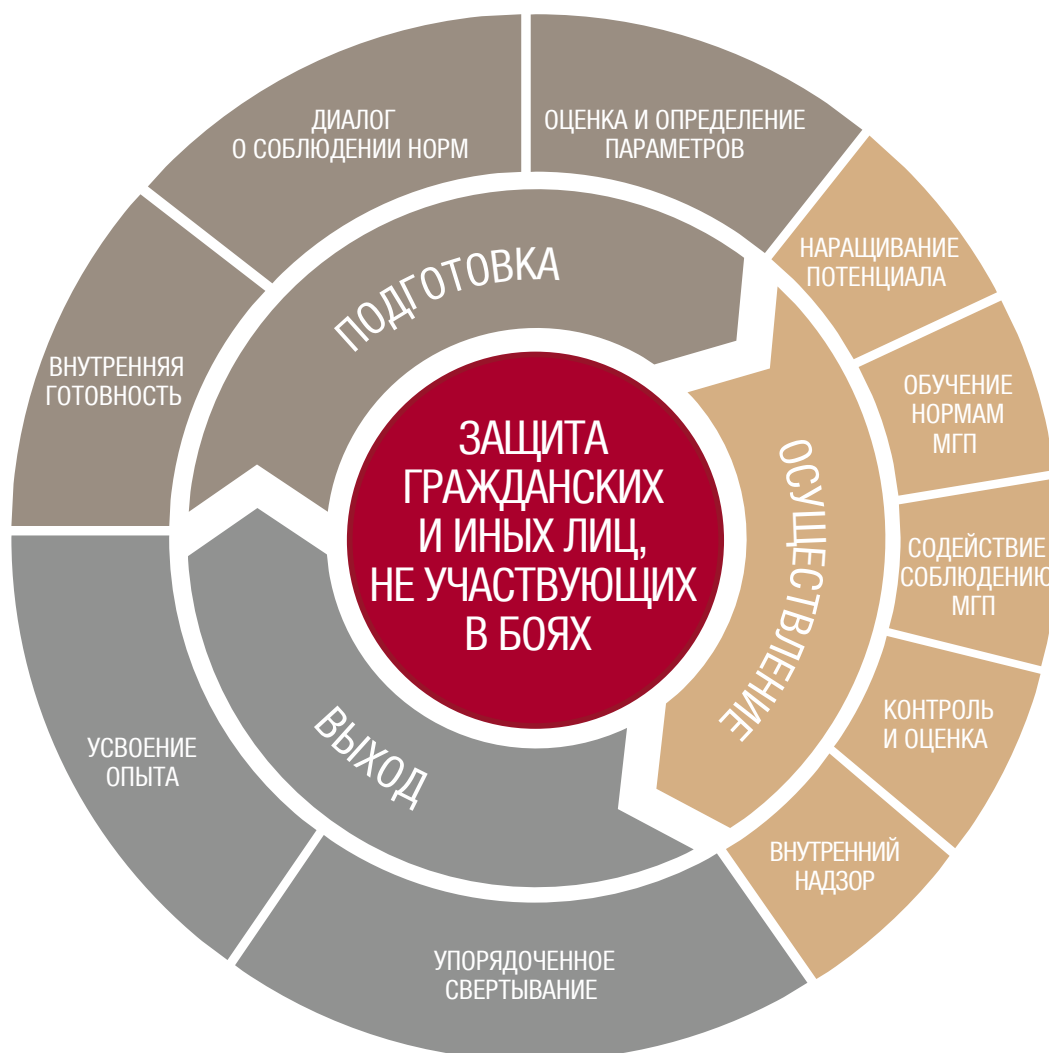 ДИАЛОГ
О СОБЛЮДЕНИИ НОРМ
ОЦЕНКА И ОПРЕДЕЛЕНИЕ
ПАРАМЕТРОВ
НАРАЩИВАНИЕ
ПОТЕНЦИАЛА
ОБУЧЕНИЕ
НОРМАМ
МГП
СОДЕЙСТВИЕ
СОБЛЮДЕНИЮ
МГП
КОНТРОЛЬ
И ОЦЕНКА
ВНУТРЕННИЙ
НАДЗОР
УПОРЯДОЧЕННОЕ
СВЕРТЫВАНИЕ
УСВОЕНИЕ
ОПЫТА
ВНУТРЕННЯЯ
ГОТОВНОСТЬ
ПОДГОТОВКА
ОСУЩЕСТВЛЕНИЕ
ВЫХОД
ЗАЩИТА
ГРАЖДАНСКИХ
И ИНЫХ ЛИЦ,
НЕ УЧАСТВУЮЩИХ
В БОЯХ